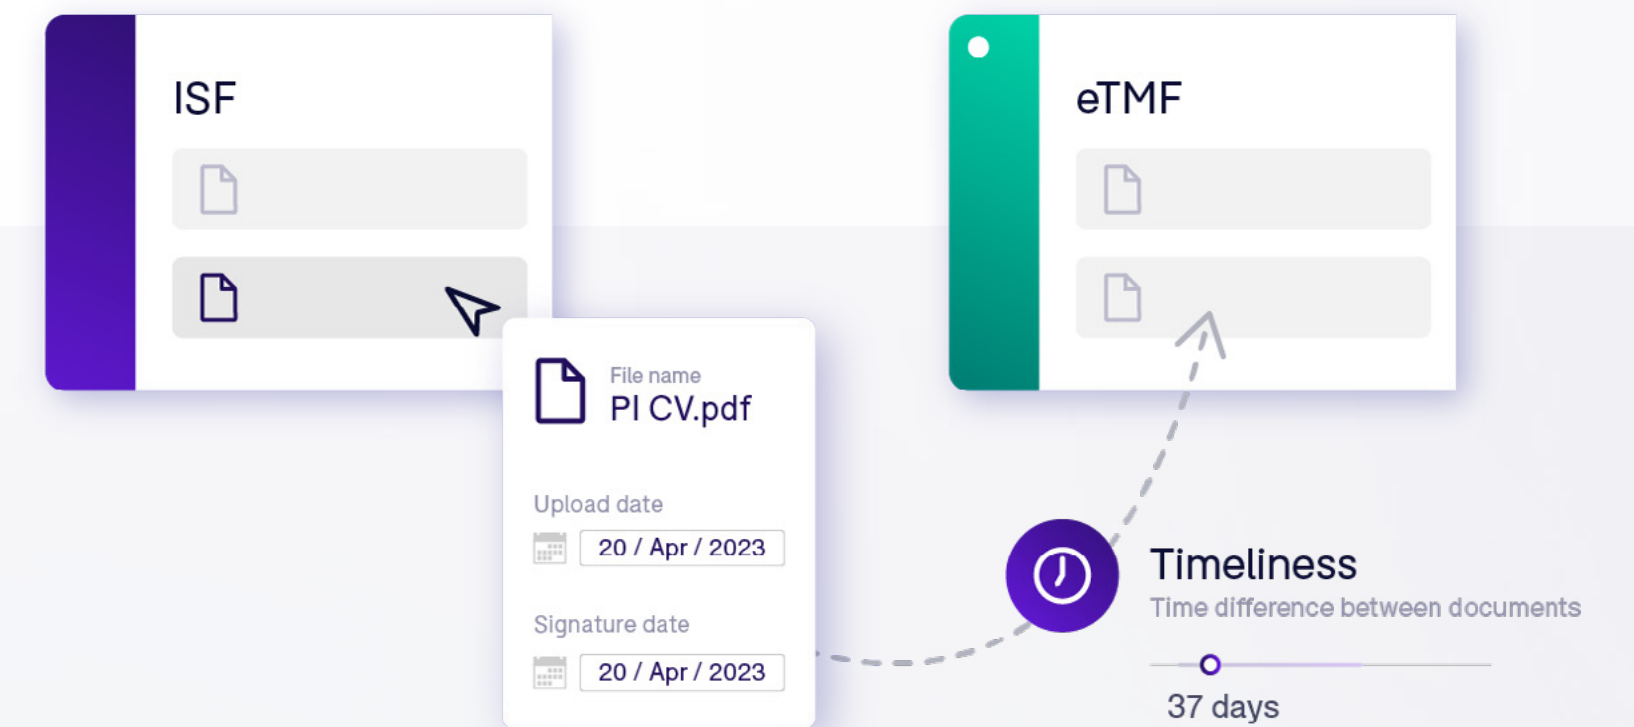 ISF
eTMF
File name
PI CV.pdf
Upload date
20 / Apr / 2023
Signature date
20 / Apr / 2023
Timeliness
Time difference between documents
37 days